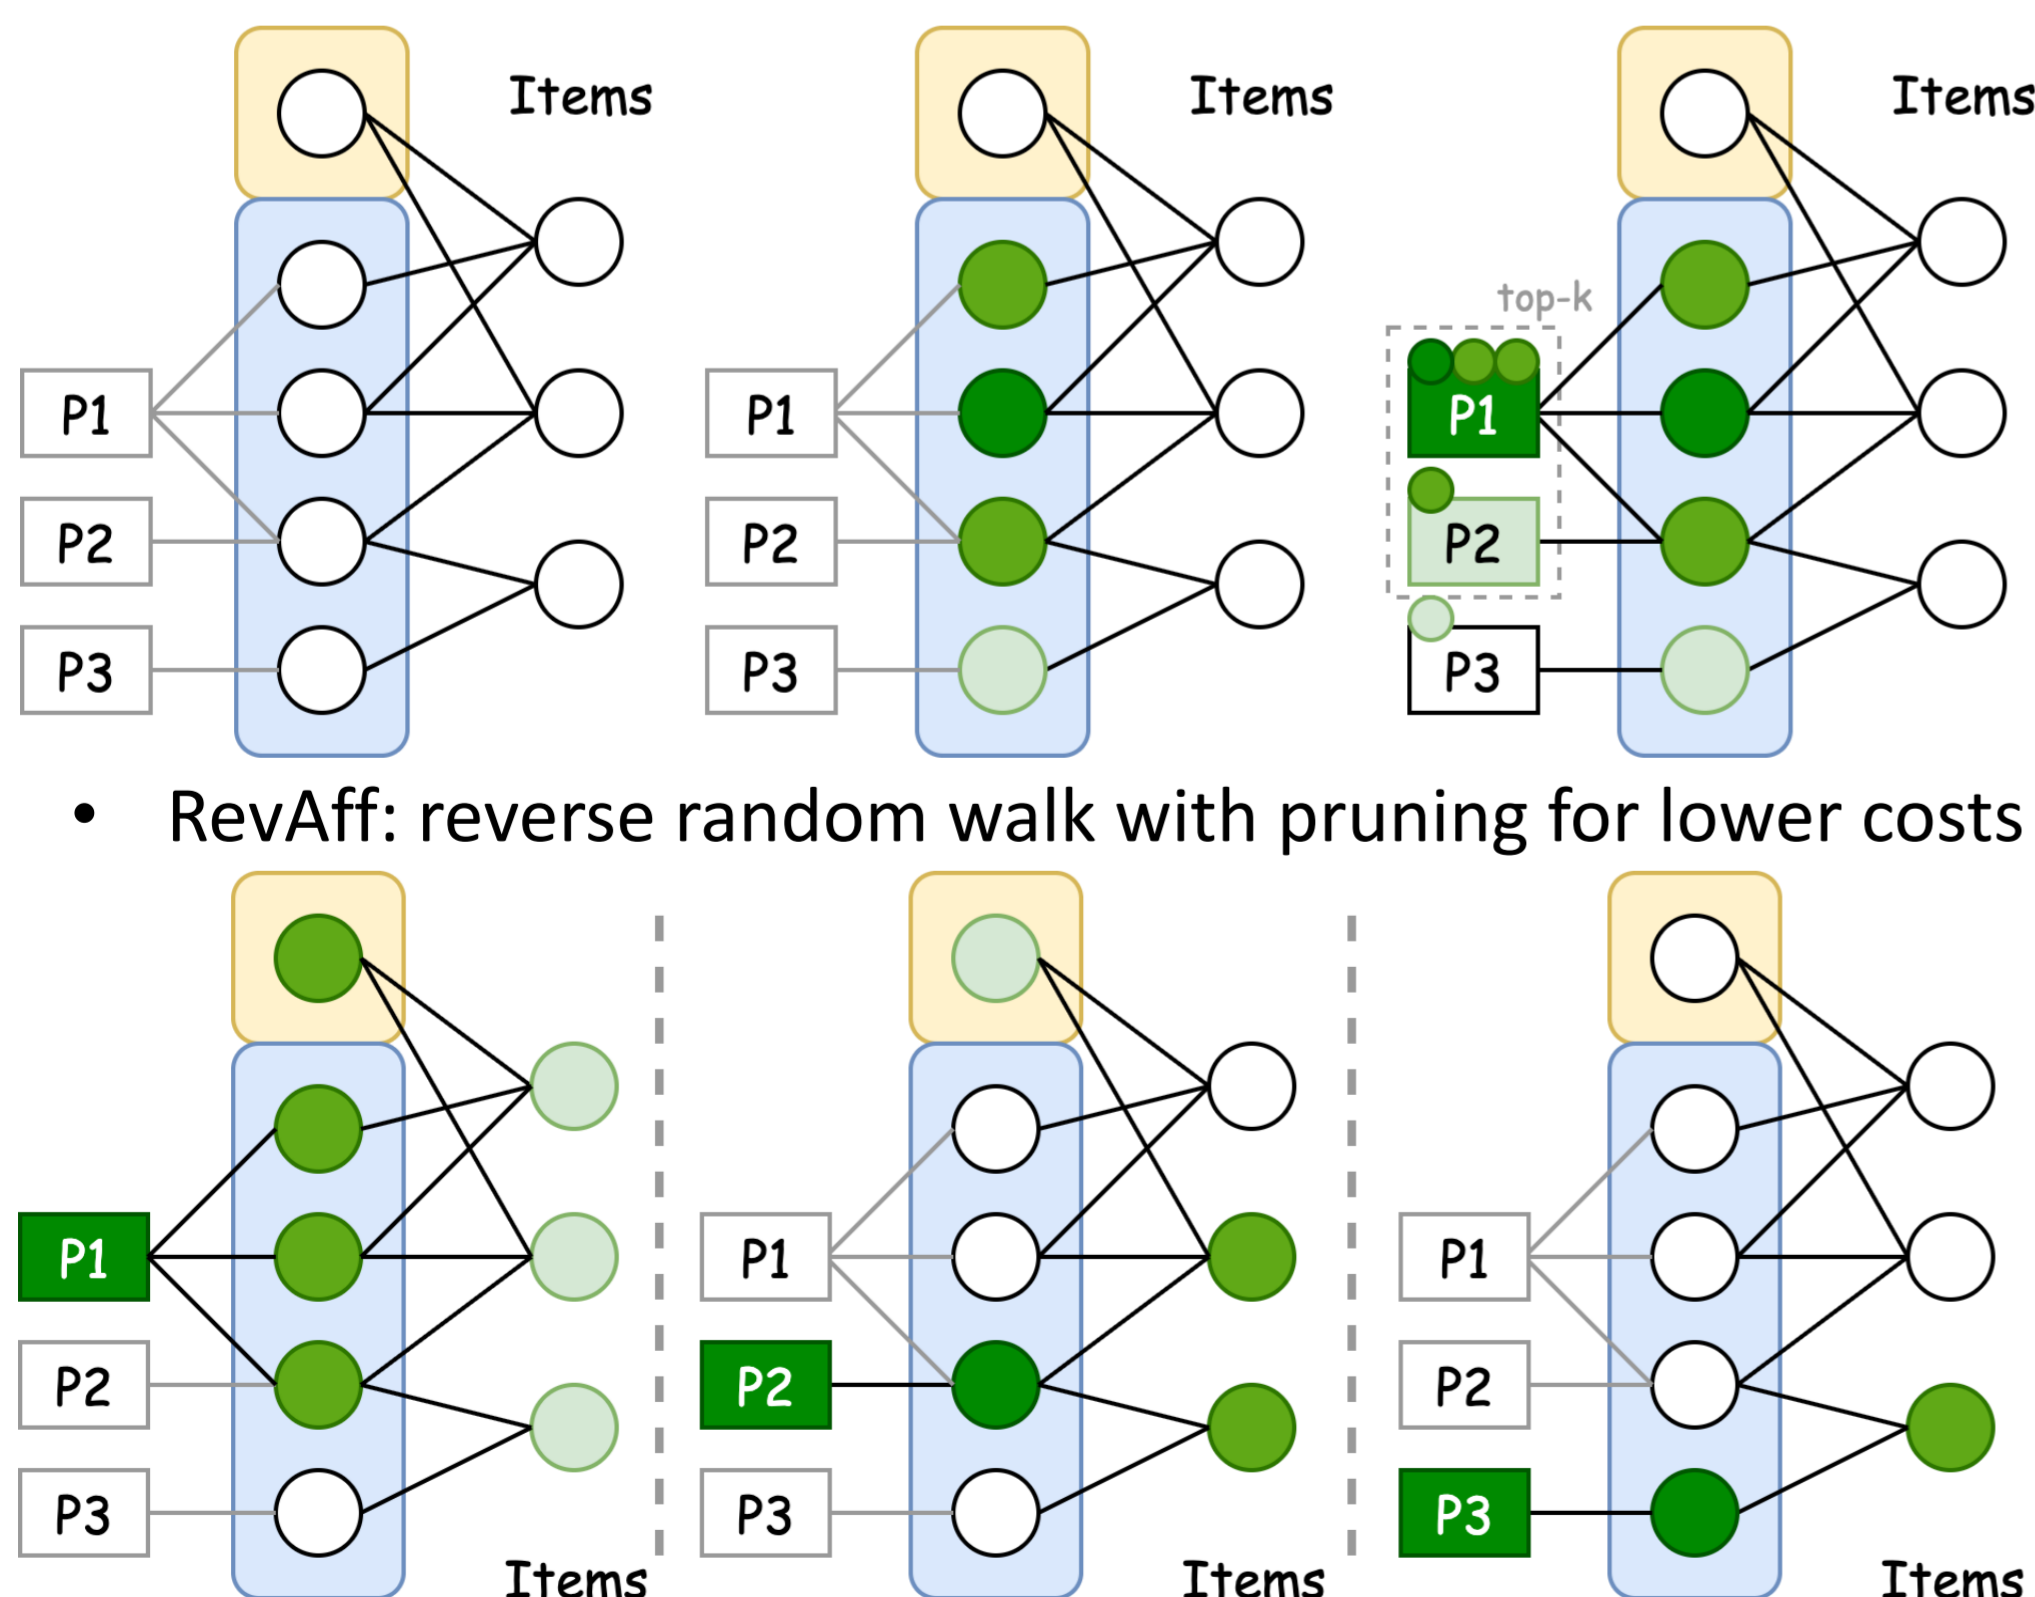 Items
Items
Items
top-k
P1
P1
P1
P2
P2
P2
P3
P3
P3
• RevAff: reverse random walk with pruning for lower costs
P1
P1
P1
P2
P2
P2
P3
P3
P3
Items
Items
Items